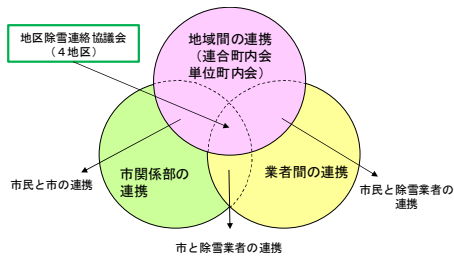 地区除雪連絡協議会
（４地区）
地域間の連携
（連合町内会
単位町内会）
市関係部の
連携
業者間の連携
市民と市の連携
市民と除雪業者の
連携
市と除雪業者の連携